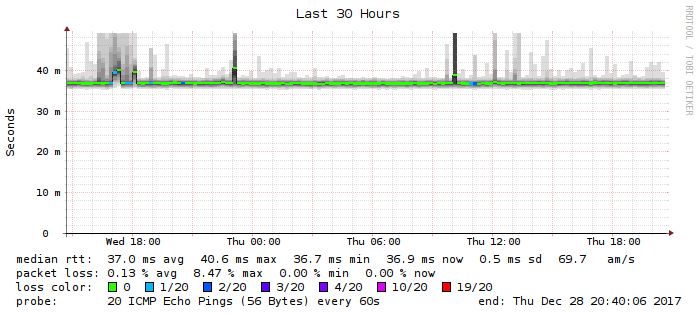 Last 30 Hours
RRDTOOL / TOBI OETIKER
Seconds
40 m
30 m
20 m
10 m
0
Wed 18:00 Thu 00:00 Thu 06:00 Thu 12:00 Thu 18:00
median rtt: 37.0 ms avg 40.6 ms max 36.7 ms min 36.9 ms now 0.5 ms sd 69.7 am/s
packet loss: 0.13 % avg 8.47 % max 0.00 % min 0.00 % now
loss color: 0 1/20 2/20 3/20 4/20 10/20 19/20
probe: 20 ICMP Echo Pings (56 Bytes) every 60s end: Thu Dec 28 20:40:06 2017